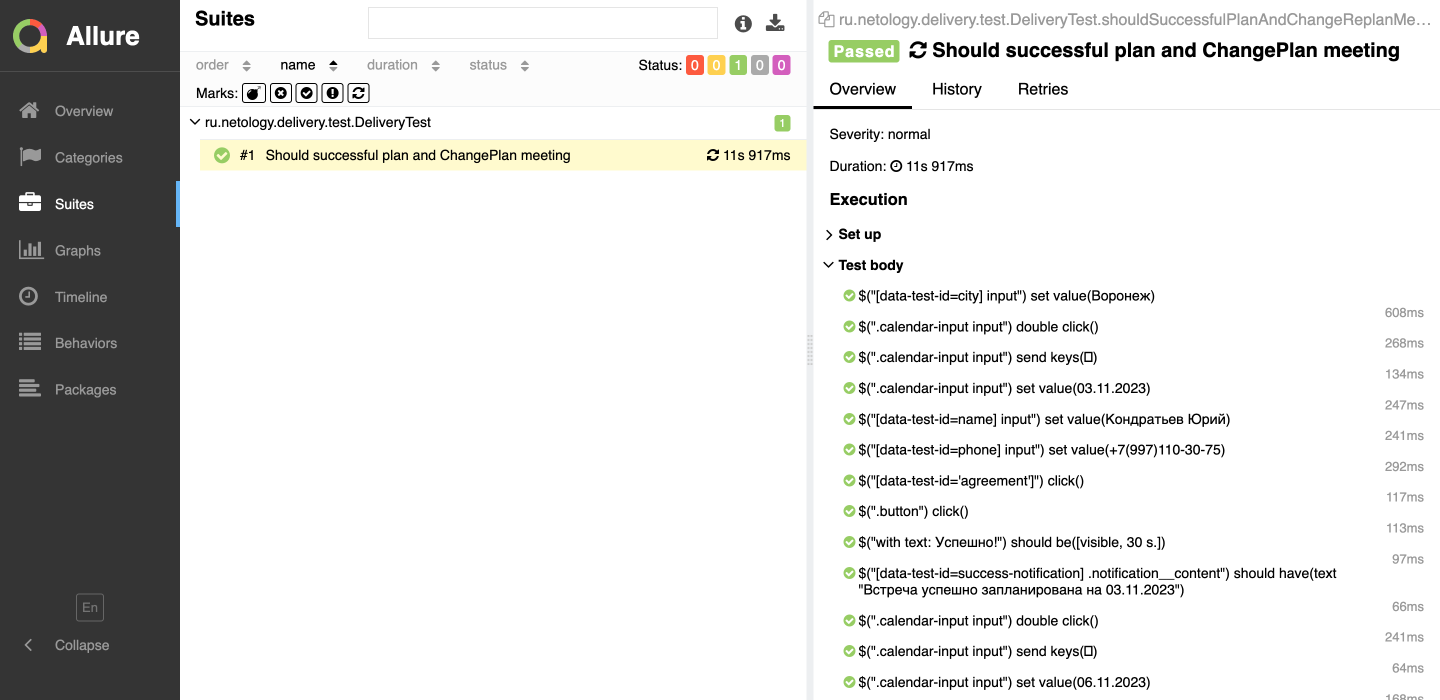 Allure
Overview
Categories
Suites
Graphs
Timeline
Behaviors
Packages
En
Collapse
Suites
order name duration status Status: 0 0 1 0 0
Marks:
ru.netology.delivery.test.DeliveryTest 1
#1 Should successful plan and ChangePlan meeting 11s 917ms
ru.netology.delivery.test.DeliveryTest.shouldSuccessfulPlanAndChangeReplanMe…
Passed Should successful plan and ChangePlan meeting
Overview History Retries
Severity: normal
Duration: 11s 917ms
Execution
Set up
Test body
$("[data-test-id=city] input") set value(Воронеж)
608ms
$(".calendar-input input") double click()
268ms
$(".calendar-input input") send keys(▯)
134ms
$(".calendar-input input") set value(03.11.2023)
247ms
$("[data-test-id=name] input") set value(Кондратьев Юрий)
241ms
$("[data-test-id=phone] input") set value(+7(997)110-30-75)
292ms
$("[data-test-id='agreement']") click()
117ms
$(".button") click()
113ms
$("with text: Успешно!") should be([visible, 30 s.])
97ms
$("[data-test-id=success-notification] .notification__content") should have(text
"Встреча успешно запланирована на 03.11.2023")
66ms
$(".calendar-input input") double click()
241ms
$(".calendar-input input") send keys(▯)
64ms
$(".calendar-input input") set value(06.11.2023)
168ms